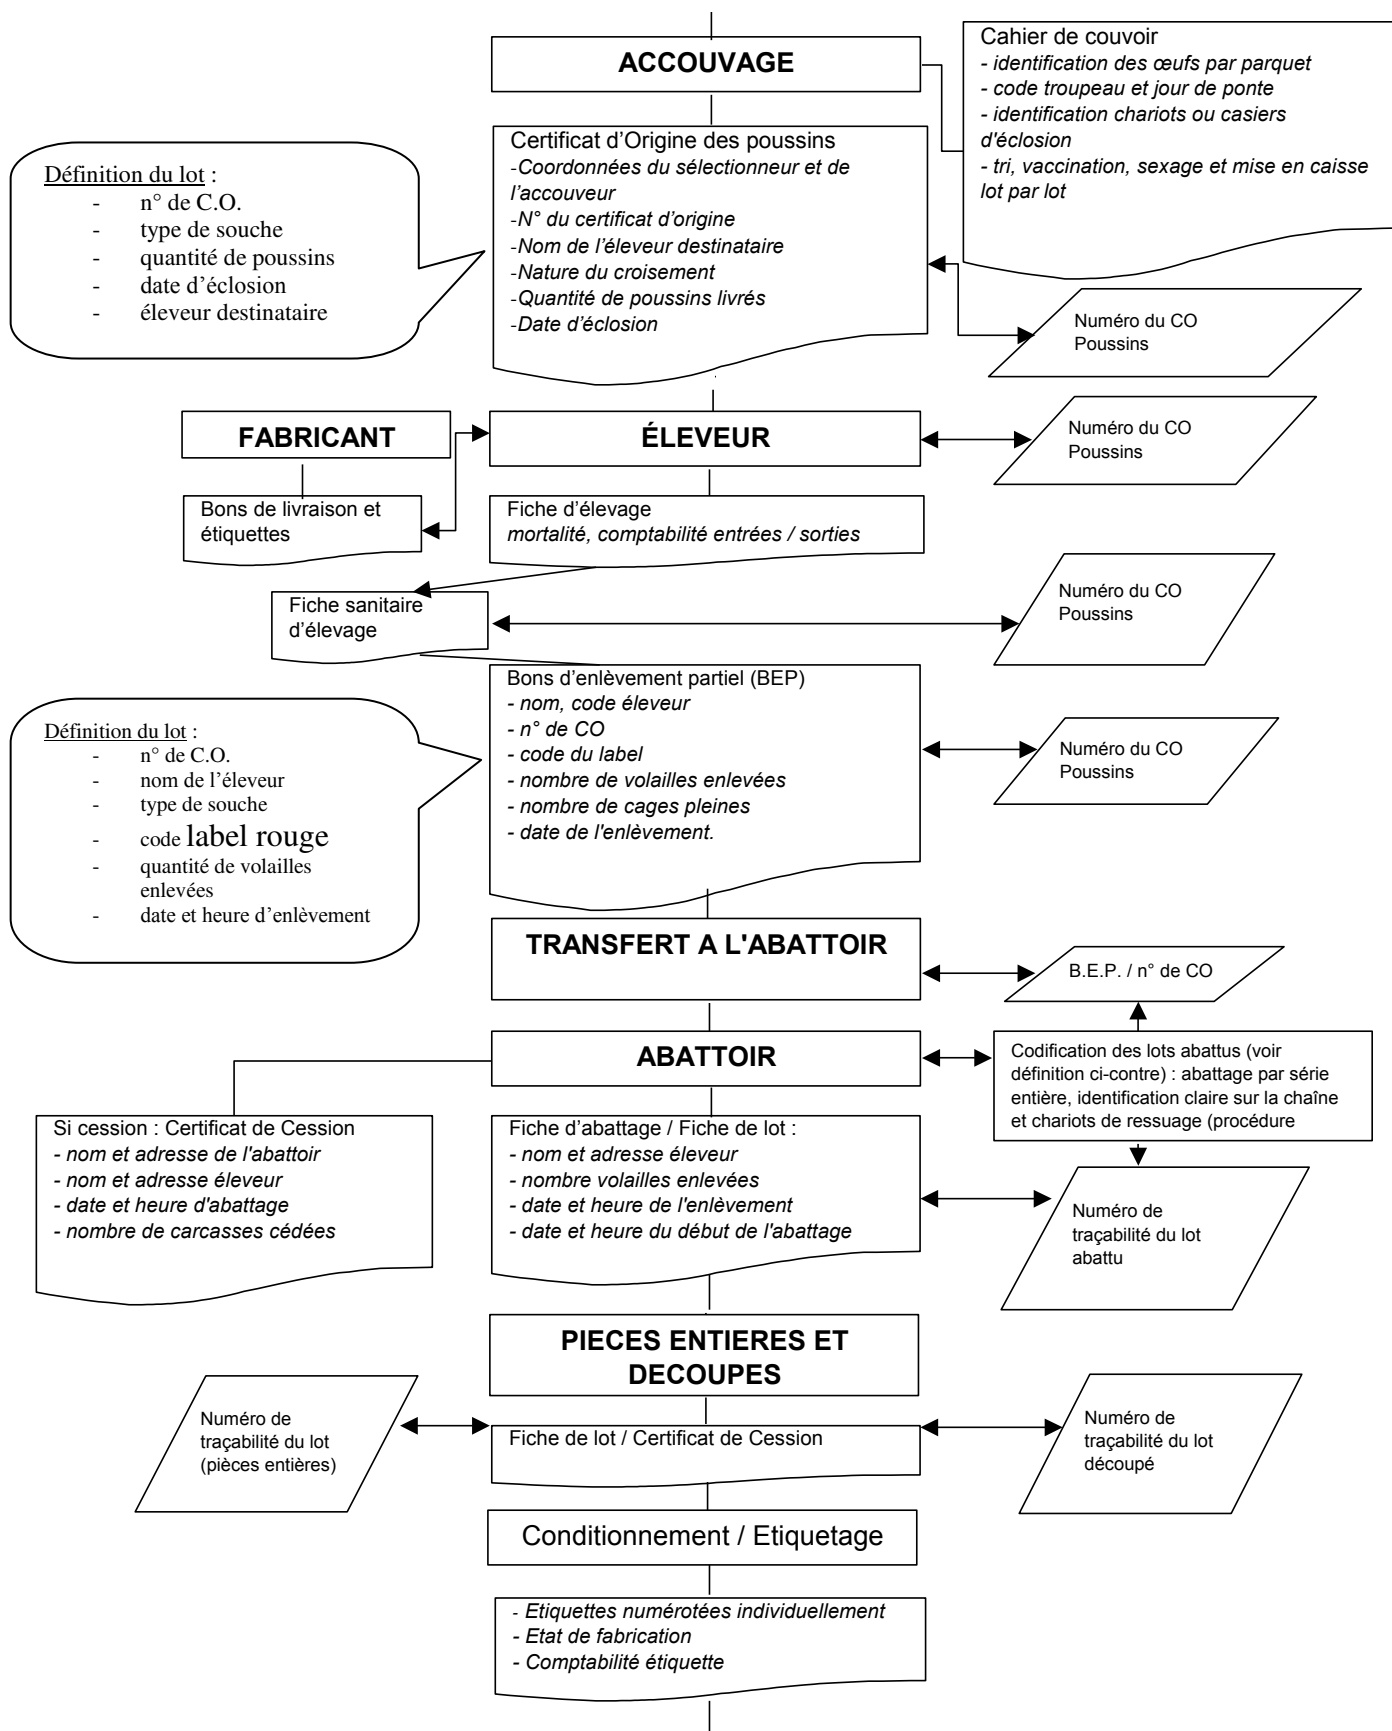 ACCOUVAGE
Cahier de couvoir
- identification des œufs par parquet
- code troupeau et jour de ponte
- identification chariots ou casiers
d'éclosion
- tri, vaccination, sexage et mise en caisse
lot par lot
Certificat d’Origine des poussins
-Coordonnées du sélectionneur et de
l’accouveur
-N° du certificat d’origine
-Nom de l’éleveur destinataire
-Nature du croisement
-Quantité de poussins livrés
-Date d’éclosion
Définition du lot :
- n° de C.O.
- type de souche
- quantité de poussins
- date d’éclosion
- éleveur destinataire
Numéro du CO
Poussins
FABRICANT
ÉLEVEUR
Numéro du CO
Poussins
Bons de livraison et
étiquettes
Fiche d’élevage
mortalité, comptabilité entrées / sorties
Fiche sanitaire
d’élevage
Numéro du CO
Poussins
Bons d’enlèvement partiel (BEP)
- nom, code éleveur
- n° de CO
- code du label
- nombre de volailles enlevées
- nombre de cages pleines
- date de l'enlèvement.
Définition du lot :
- n° de C.O.
- nom de l’éleveur
- type de souche
- code label rouge
- quantité de volailles
enlevées
- date et heure d’enlèvement
Numéro du CO
Poussins
TRANSFERT A L'ABATTOIR
B.E.P. / n° de CO
ABATTOIR
Codification des lots abattus (voir
définition ci-contre) : abattage par série
entière, identification claire sur la chaîne
et chariots de ressuage (procédure
Si cession : Certificat de Cession
- nom et adresse de l'abattoir
- nom et adresse éleveur
- date et heure d'abattage
- nombre de carcasses cédées
Fiche d’abattage / Fiche de lot :
- nom et adresse éleveur
- nombre volailles enlevées
- date et heure de l'enlèvement
- date et heure du début de l'abattage
Numéro de
traçabilité du lot
abattu
PIECES ENTIERES ET
DECOUPES
Numéro de
traçabilité du lot
(pièces entières)
Fiche de lot / Certificat de Cession
Numéro de
traçabilité du lot
découpé
Conditionnement / Etiquetage
- Etiquettes numérotées individuellement
- Etat de fabrication
- Comptabilité étiquette